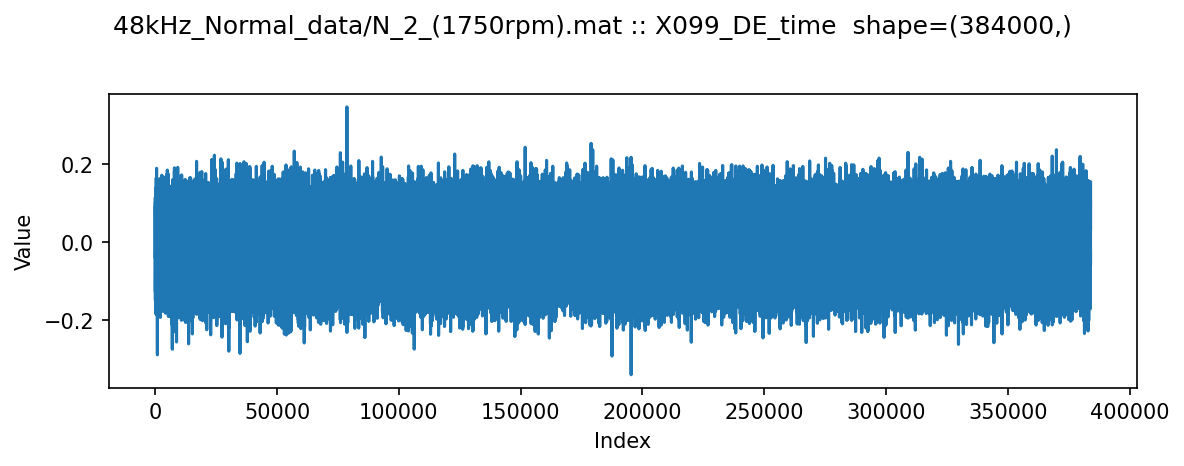 48kHz_Normal_data/N_2_(1750rpm).mat :: X099_DE_time  shape=(384000,)
0.2
0.0
−0.2
Value
0 50000 100000 150000 200000 250000 300000 350000 400000
Index